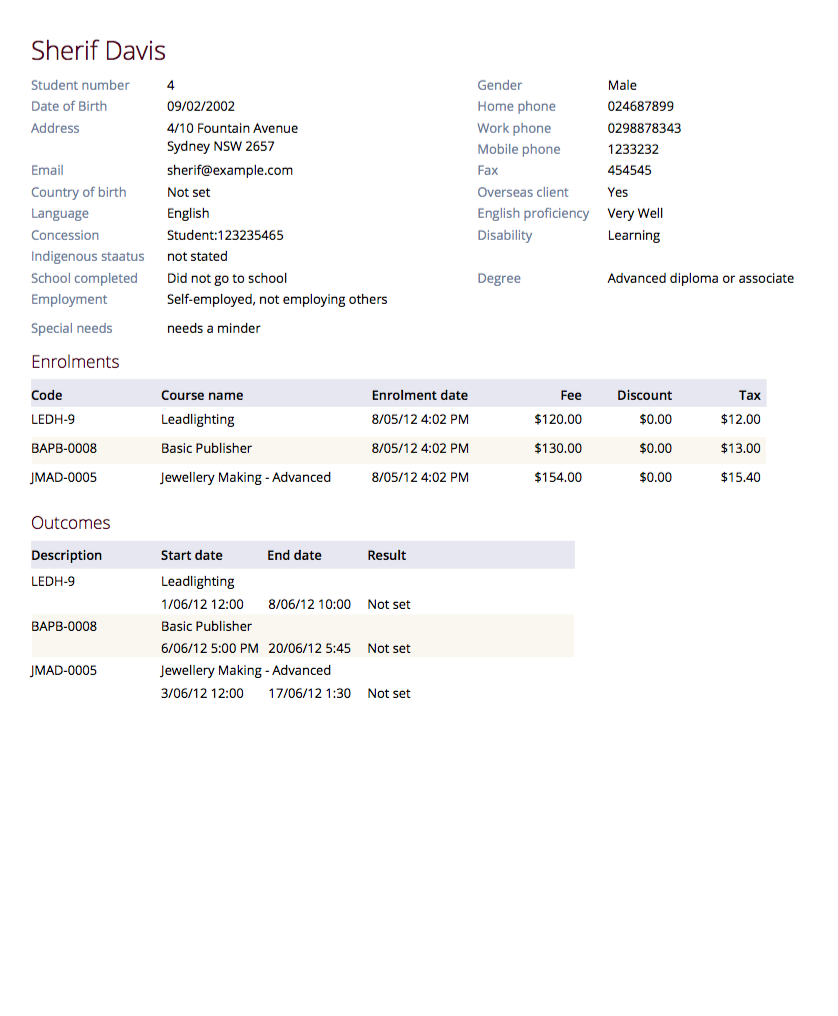 Sherif Davis
Student number 4 Gender Male
Date of Birth 09/02/2002 Home phone 024687899
Address 4/10 Fountain Avenue Work phone 0298878343
Sydney NSW 2657 Mobile phone 1233232
Email sherif@example.com Fax 454545
Country of birth Not set Overseas client Yes
Language English English proficiency Very Well
Concession Student:123235465 Disability Learning
Indigenous staatus not stated
School completed Did not go to school Degree Advanced diploma or associate
Employment Self-employed, not employing others
Special needs needs a minder
Enrolments
Code Course name Enrolment date Fee Discount Tax
LEDH-9 Leadlighting 8/05/12 4:02 PM $120.00 $0.00 $12.00
BAPB-0008 Basic Publisher 8/05/12 4:02 PM $130.00 $0.00 $13.00
JMAD-0005 Jewellery Making - Advanced 8/05/12 4:02 PM $154.00 $0.00 $15.40
Outcomes
Description Start date End date Result
LEDH-9 Leadlighting
1/06/12 12:00 8/06/12 10:00 Not set
BAPB-0008 Basic Publisher
6/06/12 5:00 PM 20/06/12 5:45 Not set
JMAD-0005 Jewellery Making - Advanced
3/06/12 12:00 17/06/12 1:30 Not set